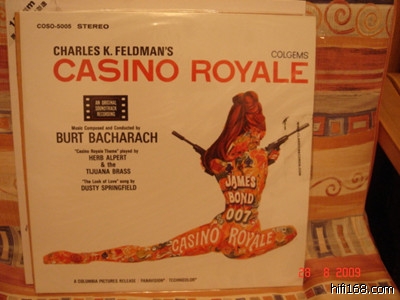 COSO-5005 STEREO
CHARLES K. FELDMAN'S
COLGEMS
CASINO ROYALE
AN ORIGINAL
SOUNDTRACK
RECORDING
Music Composed and Conducted by
BURT BACHARACH
"Casino Royale Theme" played by
HERB ALPERT
& the
TIJUANA BRASS
"The Look of Love" sung by
DUSTY SPRINGFIELD
JAMES
BOND
007
CASINO ROYALE
A COLUMBIA PICTURES RELEASE PANAVISION® TECHNICOLOR®
8 2009
hifi168.com